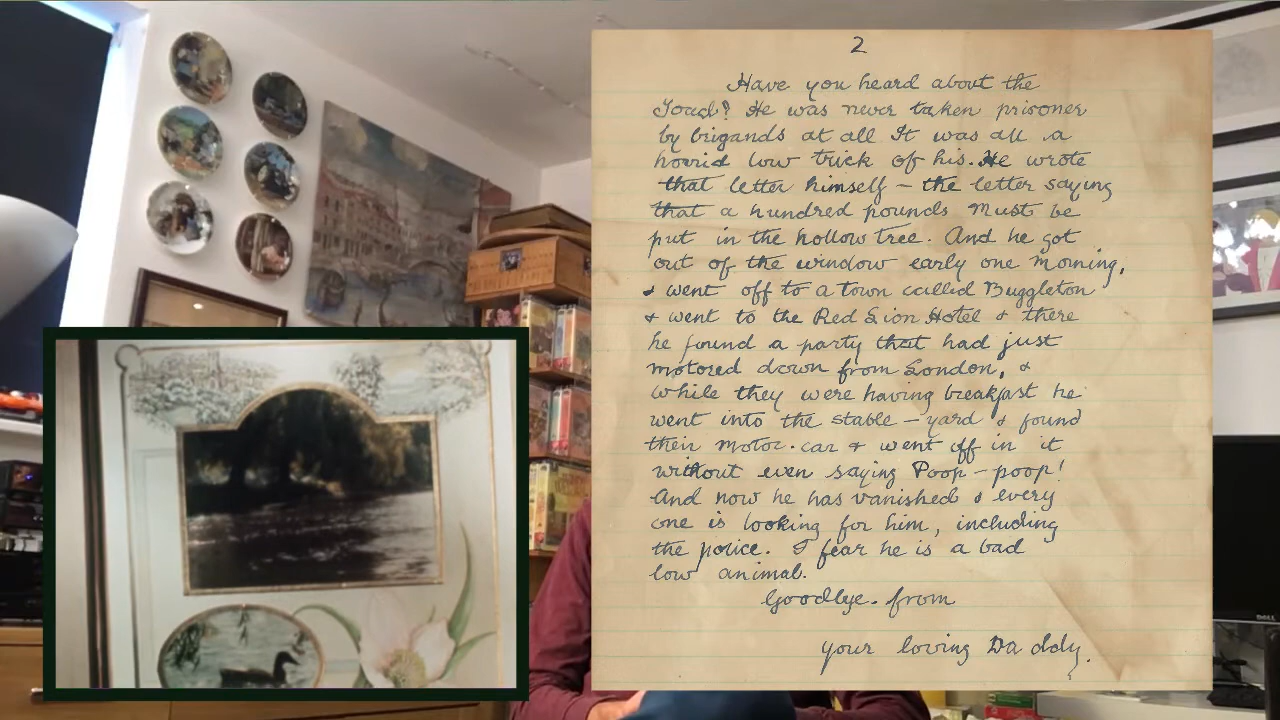 2
Have you heard about the
Toad? He was never taken prisoner
by brigands at all It was all a
horrid low trick of his. He wrote
that letter himself – the letter saying
that a hundred pounds must be
put in the hollow tree. And he got
out of the window early one morning,
& went off to a town called Buggleton
& went to the Red Lion Hotel & there
he found a party that had just
motored down from London, &
while they were having breakfast he
went into the stable – yard & found
their motor-car & went off in it
without even saying Poop – poop!
And now he has vanished & every
one is looking for him, including
the police. I fear he is a bad
low animal.
Goodbye. from
your loving Daddy.
DELL